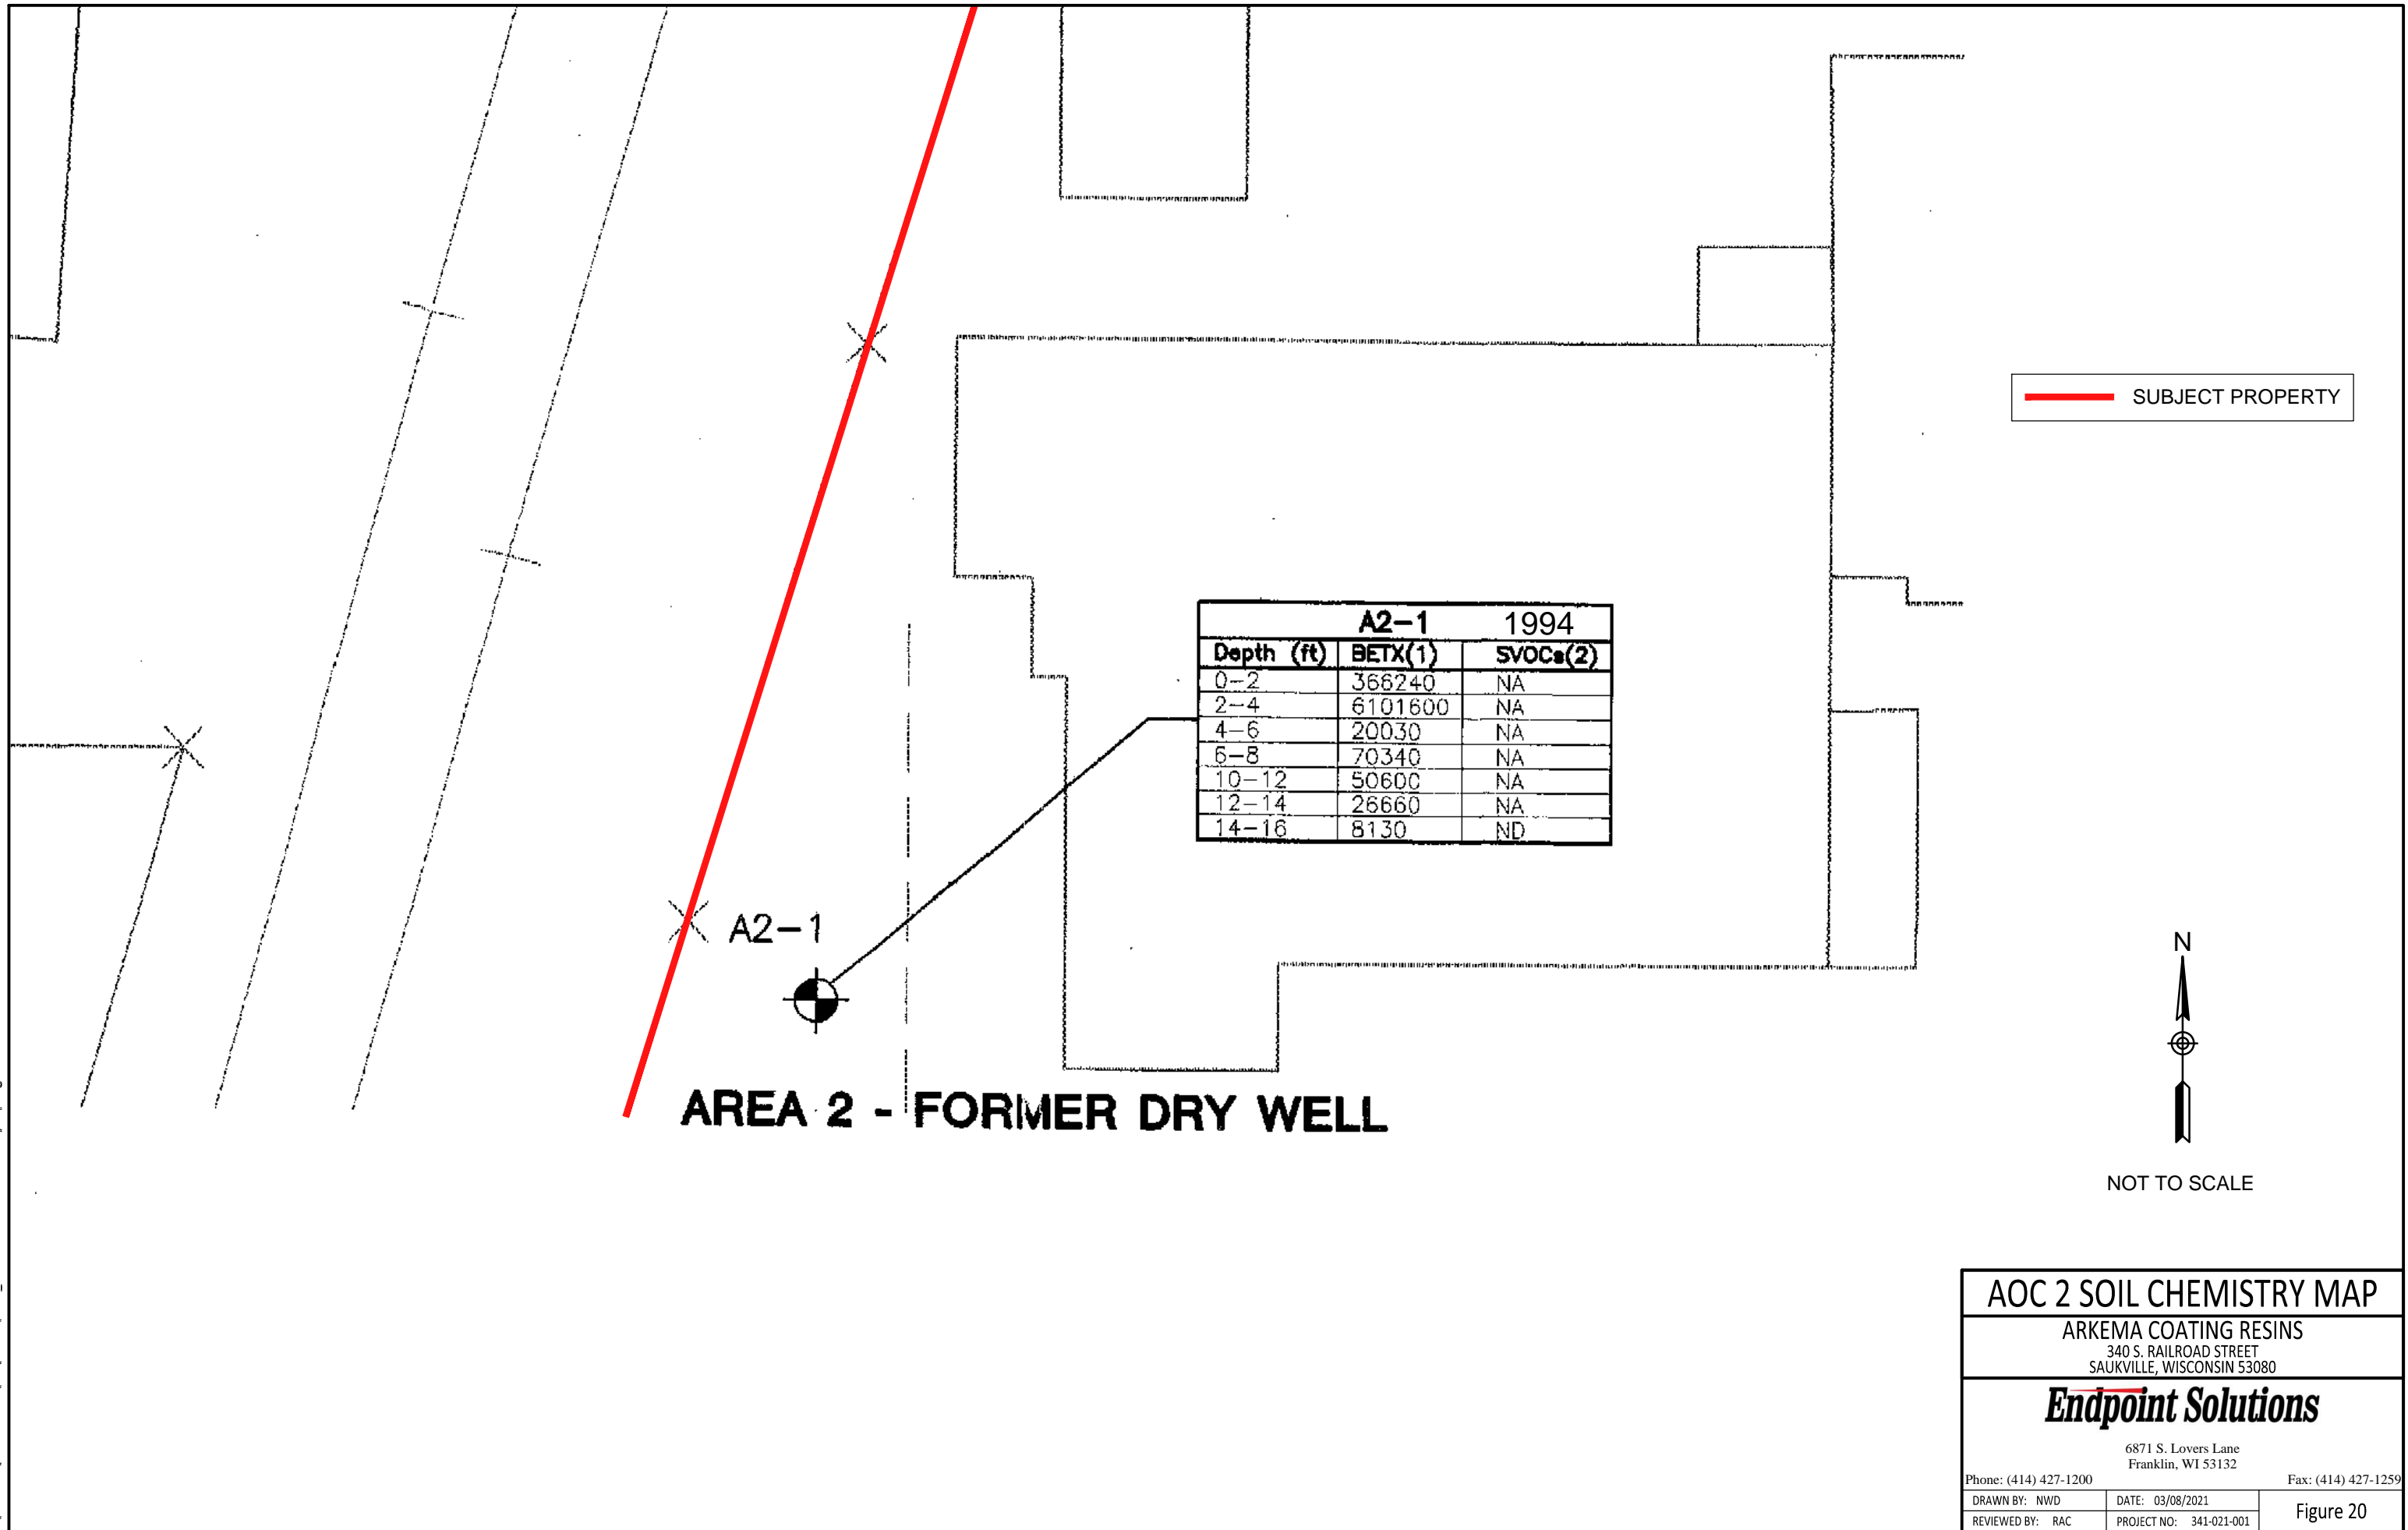 A2-1 1994
Depth (ft) BETX(1) SVOCs(2)
0-2 366240 NA
2-4 6101600 NA
4-6 20030 NA
6-8 70340 NA
10-12 50600 NA
12-14 26660 NA
14-16 8130 ND
SUBJECT PROPERTY
A2-1
AREA 2 - FORMER DRY WELL
N
NOT TO SCALE
AOC 2 SOIL CHEMISTRY MAP
ARKEMA COATING RESINS
340 S. RAILROAD STREET
SAUKVILLE, WISCONSIN 53080
Endpoint Solutions
6871 S. Lovers Lane
Franklin, WI 53132
Phone: (414) 427-1200 Fax: (414) 427-1259
DRAWN BY: NWD DATE: 03/08/2021 Figure 20
REVIEWED BY: RAC PROJECT NO: 341-021-001